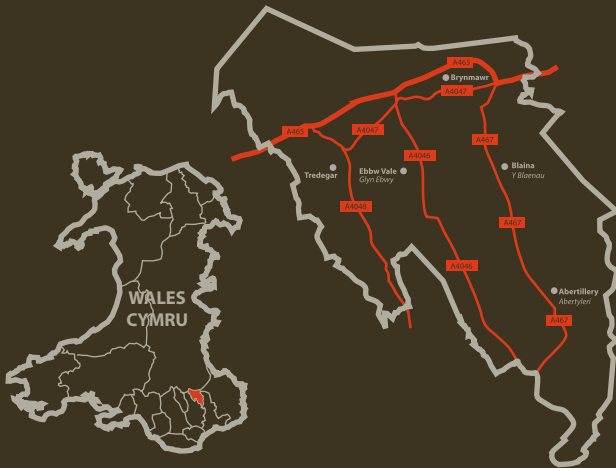 A465
Brynmawr
A4047
A465
A4047
A467
A4046
Blaina
Y Blaenau
Tredegar
Ebbw Vale
Glyn Ebwy
A4048
A467
A4046
Abertillery
Abertyleri
A467
WALES
CYMRU